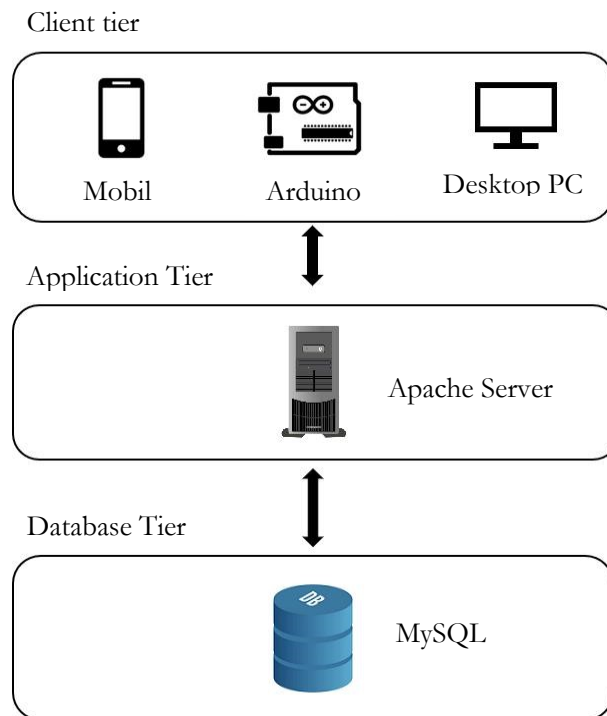 Client tier
Mobil
Arduino
Desktop PC
Application Tier
Apache Server
Database Tier
DB
MySQL